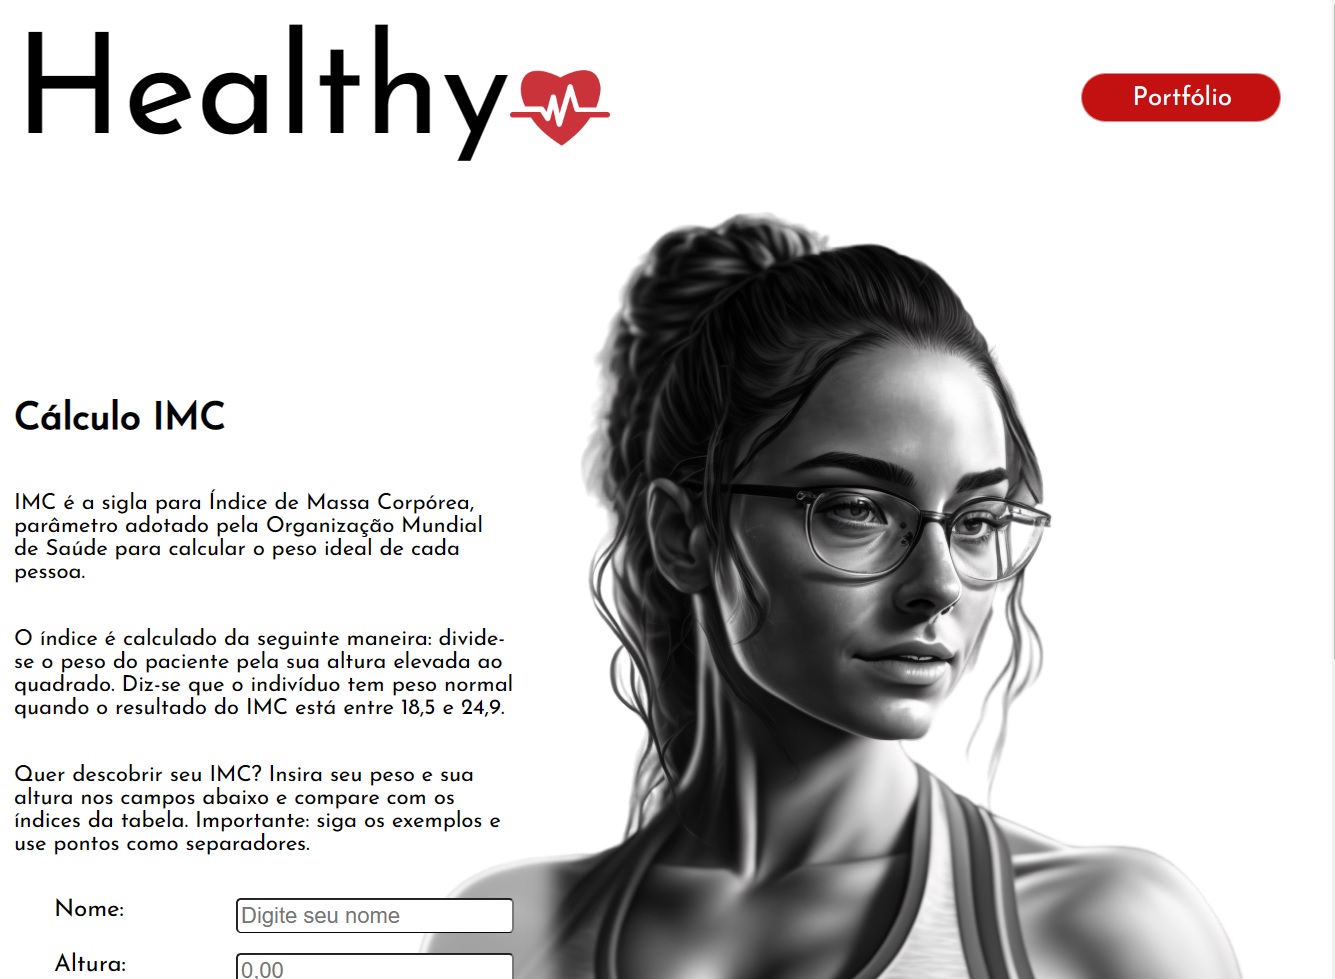 Healthy
Portfólio
Cálculo IMC
IMC é a sigla para Índice de Massa Corpórea,
parâmetro adotado pela Organização Mundial
de Saúde para calcular o peso ideal de cada
pessoa.
O índice é calculado da seguinte maneira: divide-
se o peso do paciente pela sua altura elevada ao
quadrado. Diz-se que o indivíduo tem peso normal
quando o resultado do IMC está entre 18,5 e 24,9.
Quer descobrir seu IMC? Insira seu peso e sua
altura nos campos abaixo e compare com os
índices da tabela. Importante: siga os exemplos e
use pontos como separadores.
Nome: Digite seu nome
Altura: 0,00